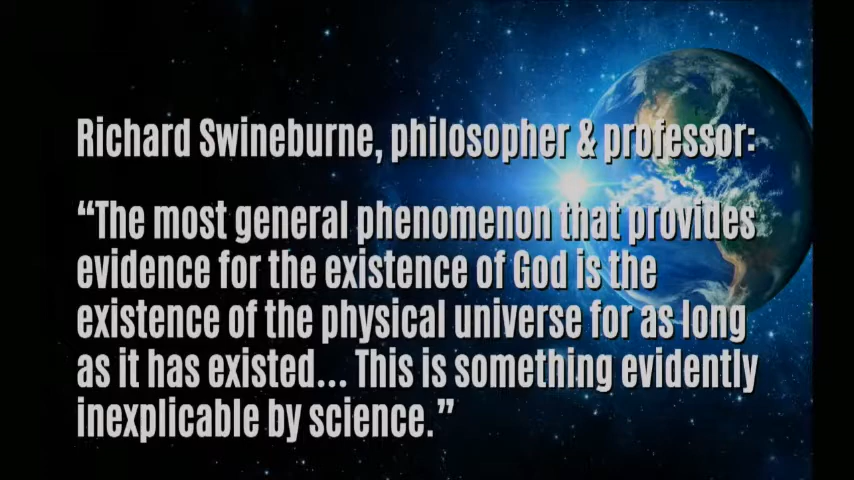 Richard Swineburne, philosopher & professor:
“The most general phenomenon that provides
evidence for the existence of God is the
existence of the physical universe for as long
as it has existed... This is something evidently
inexplicable by science.”